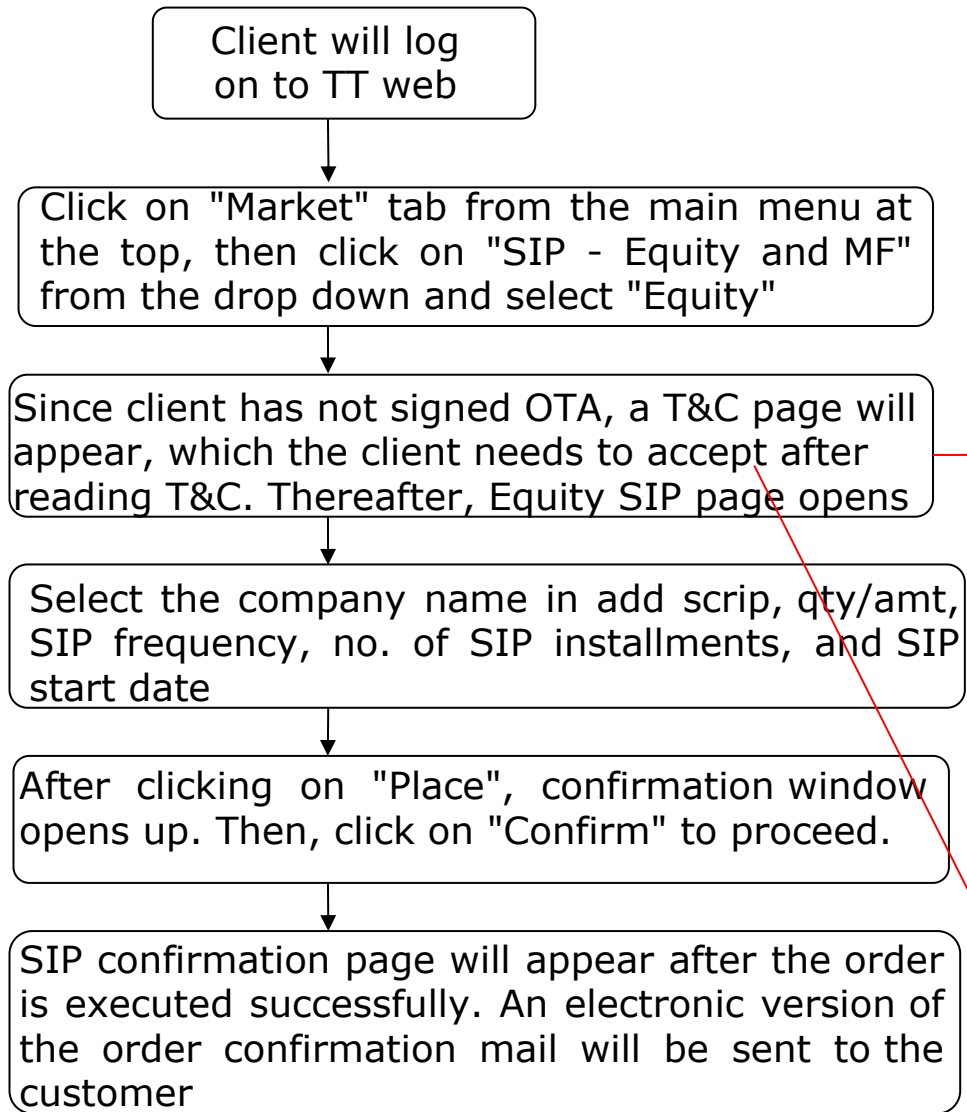 Client will log
on to TT web
Click on "Market" tab from the main menu at
the top, then click on "SIP - Equity and MF"
from the drop down and select "Equity"
Since client has not signed OTA, a T&C page will
appear, which the client needs to accept after
reading T&C. Thereafter, Equity SIP page opens
Select the company name in add scrip, qty/amt,
SIP frequency, no. of SIP installments, and SIP
start date
After clicking on "Place", confirmation window
opens up. Then, click on "Confirm" to proceed.
SIP confirmation page will appear after the order
is executed successfully. An electronic version of
the order confirmation mail will be sent to the
customer